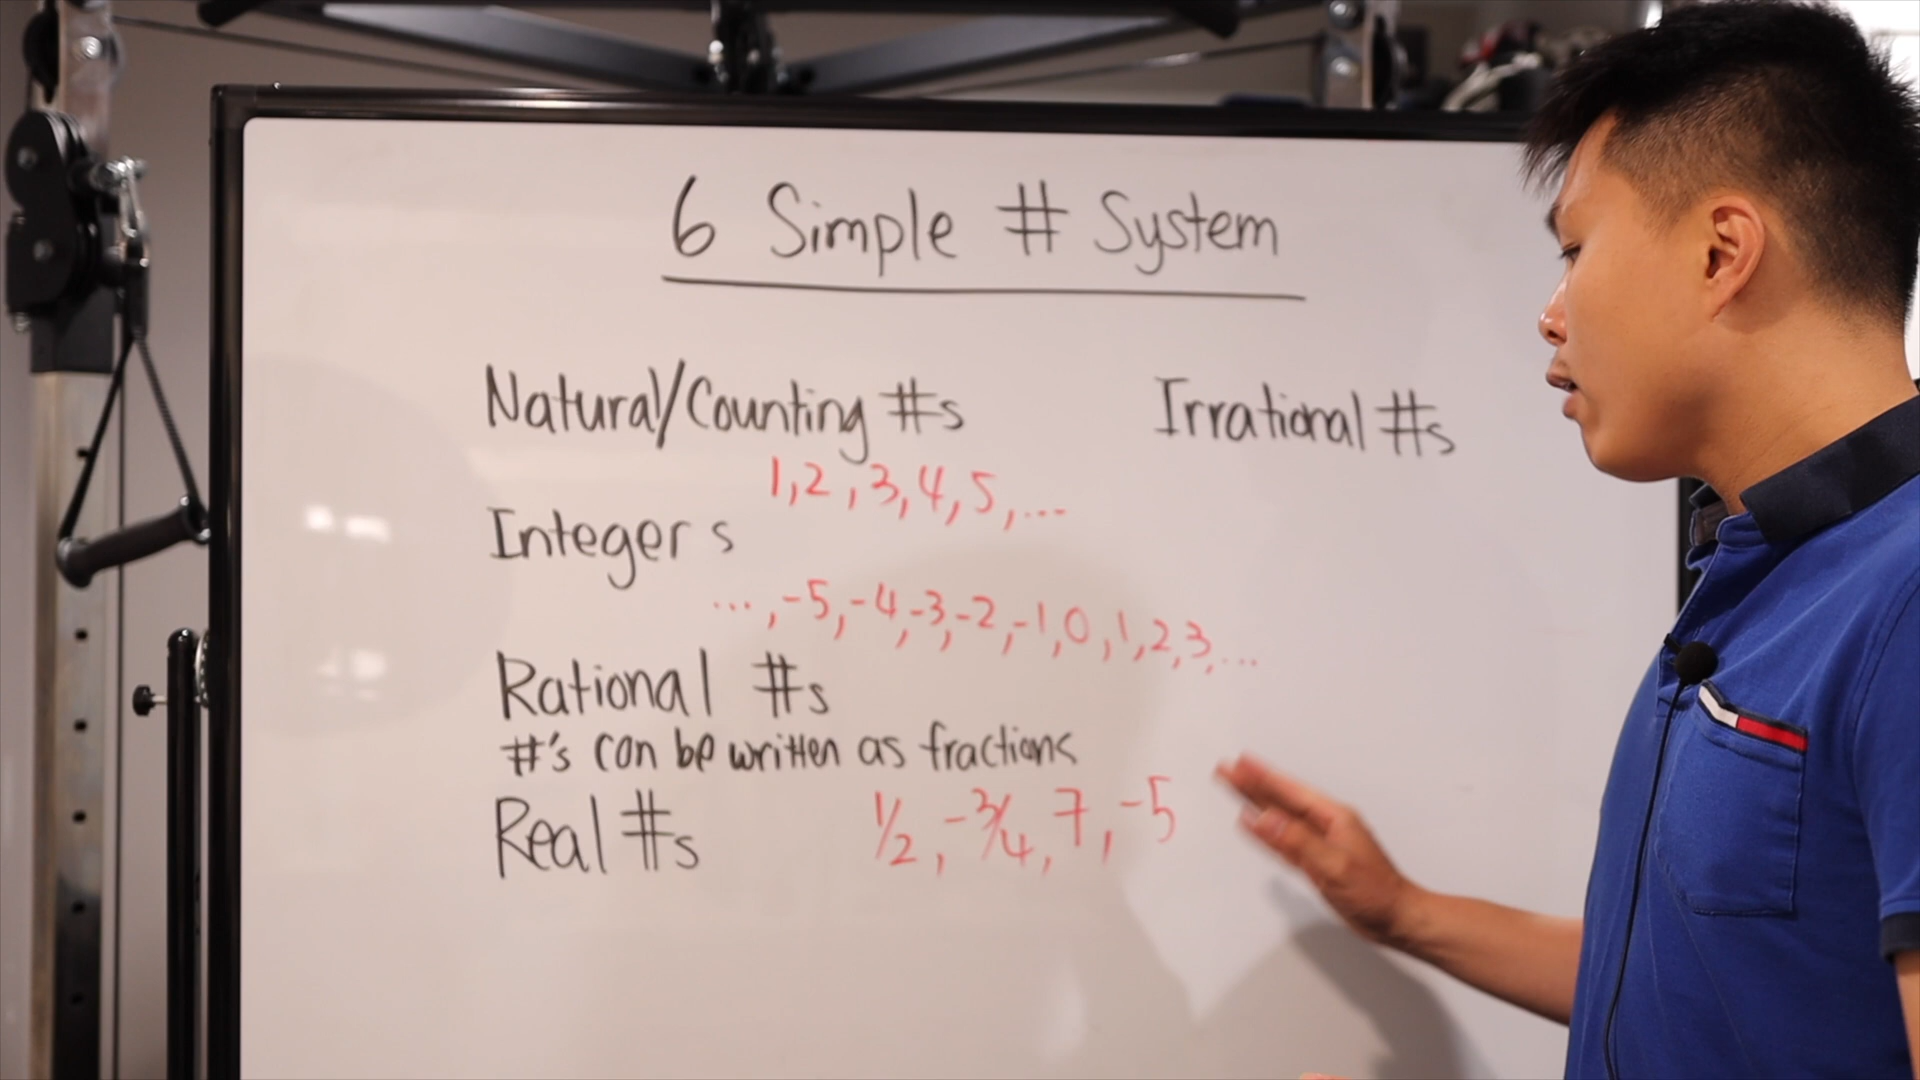 6 Simple # System
Natural/Counting #s
1, 2, 3, 4, 5, ...
Integers
..., -5, -4, -3, -2, -1, 0, 1, 2, 3, ...
Rational #s
#'s can be written as fractions
1/2, -3/4, 7, -5
Real #s
Irrational #s